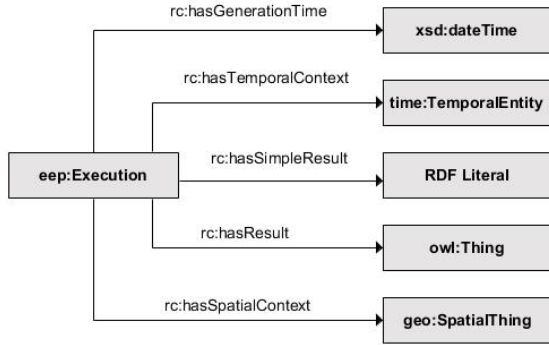 rc:hasGenerationTime
xsd:dateTime
rc:hasTemporalContext
time:TemporalEntity
rc:hasSimpleResult
eep:Execution
RDF Literal
rc:hasResult
owl:Thing
rc:hasSpatialContext
geo:SpatialThing